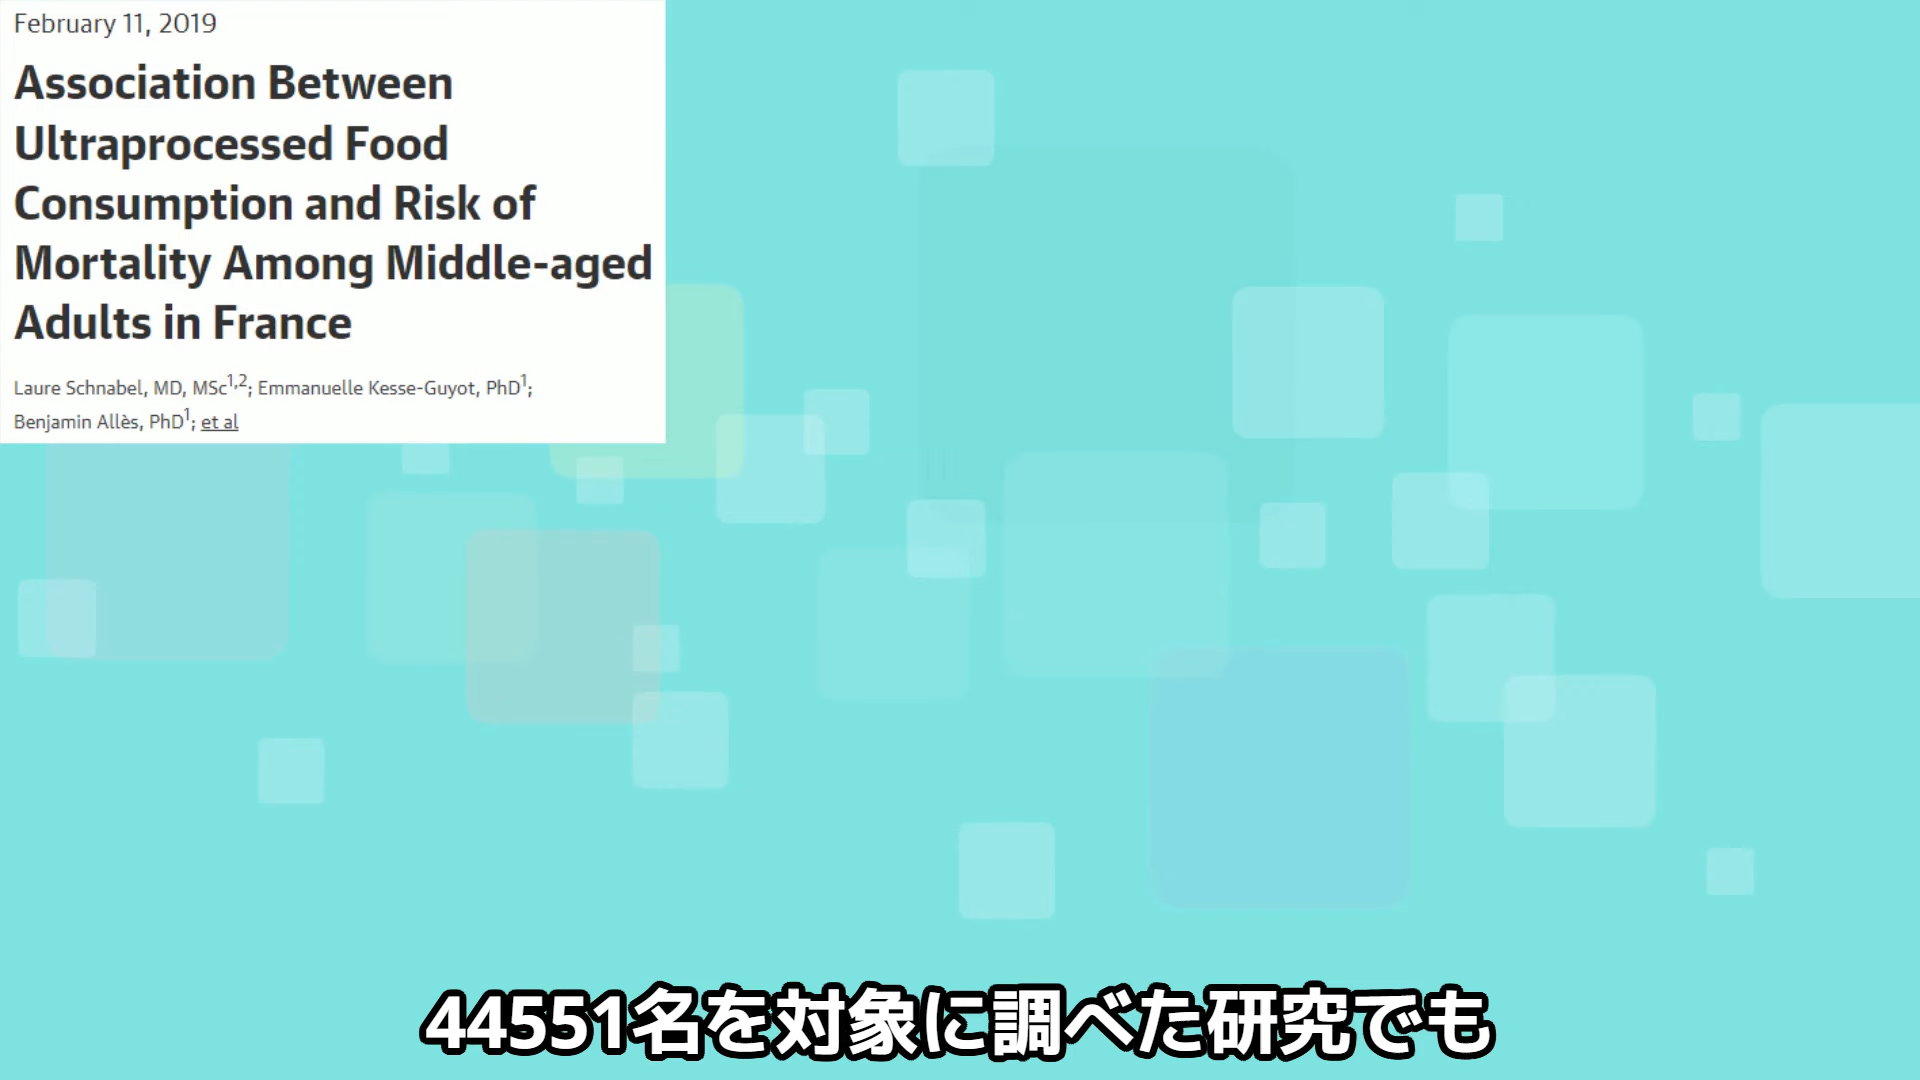 February 11, 2019
Association Between
Ultraprocessed Food
Consumption and Risk of
Mortality Among Middle-aged
Adults in France
Laure Schnabel, MD, MSc1,2; Emmanuelle Kesse-Guyot, PhD1;
Benjamin Allès, PhD1; et al
44551名を対象に調べた研究でも